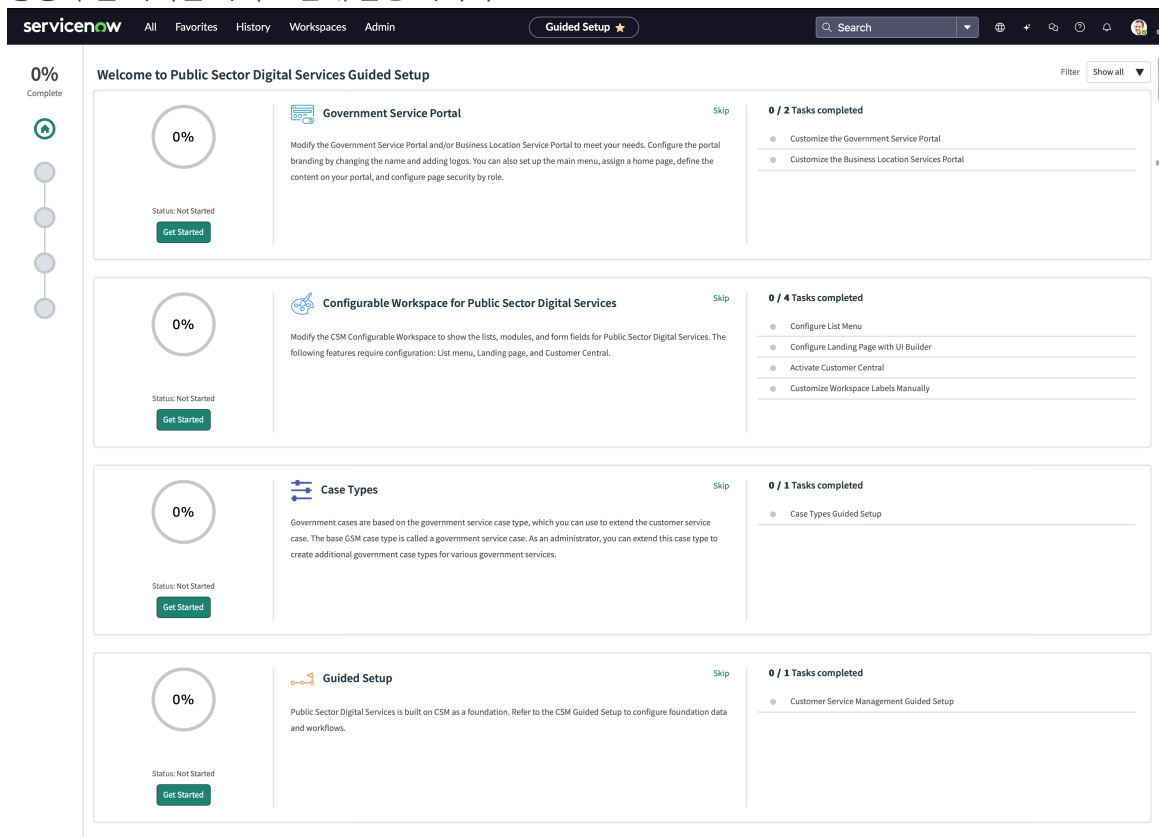 servicenow All Favorites History Workspaces Admin Guided Setup Search
0%
Complete
Welcome to Public Sector Digital Services Guided Setup
Filter Show all
0%
Status: Not Started
Get Started
Government Service Portal
Skip
Modify the Government Service Portal and/or Business Location Service Portal to meet your needs. Configure the portal
branding by changing the name and adding logos. You can also set up the main menu, assign a home page, define the
content on your portal, and configure page security by role.
0 / 2 Tasks completed
Customize the Government Service Portal
Customize the Business Location Services Portal
0%
Status: Not Started
Get Started
Configurable Workspace for Public Sector Digital Services
Skip
Modify the CSM Configurable Workspace to show the lists, modules, and form fields for Public Sector Digital Services. The
following features require configuration: List menu, Landing page, and Customer Central.
0 / 4 Tasks completed
Configure List Menu
Configure Landing Page with UI Builder
Activate Customer Central
Customize Workspace Labels Manually
0%
Status: Not Started
Get Started
Case Types
Skip
Government cases are based on the government service case type, which you can use to extend the customer service
case. The base GSM case type is called a government service case. As an administrator, you can extend this case type to
create additional government case types for various government services.
0 / 1 Tasks completed
Case Types Guided Setup
0%
Status: Not Started
Get Started
Guided Setup
Skip
Public Sector Digital Services is built on CSM as a foundation. Refer to the CSM Guided Setup to configure foundation data
and workflows.
0 / 1 Tasks completed
Customer Service Management Guided Setup